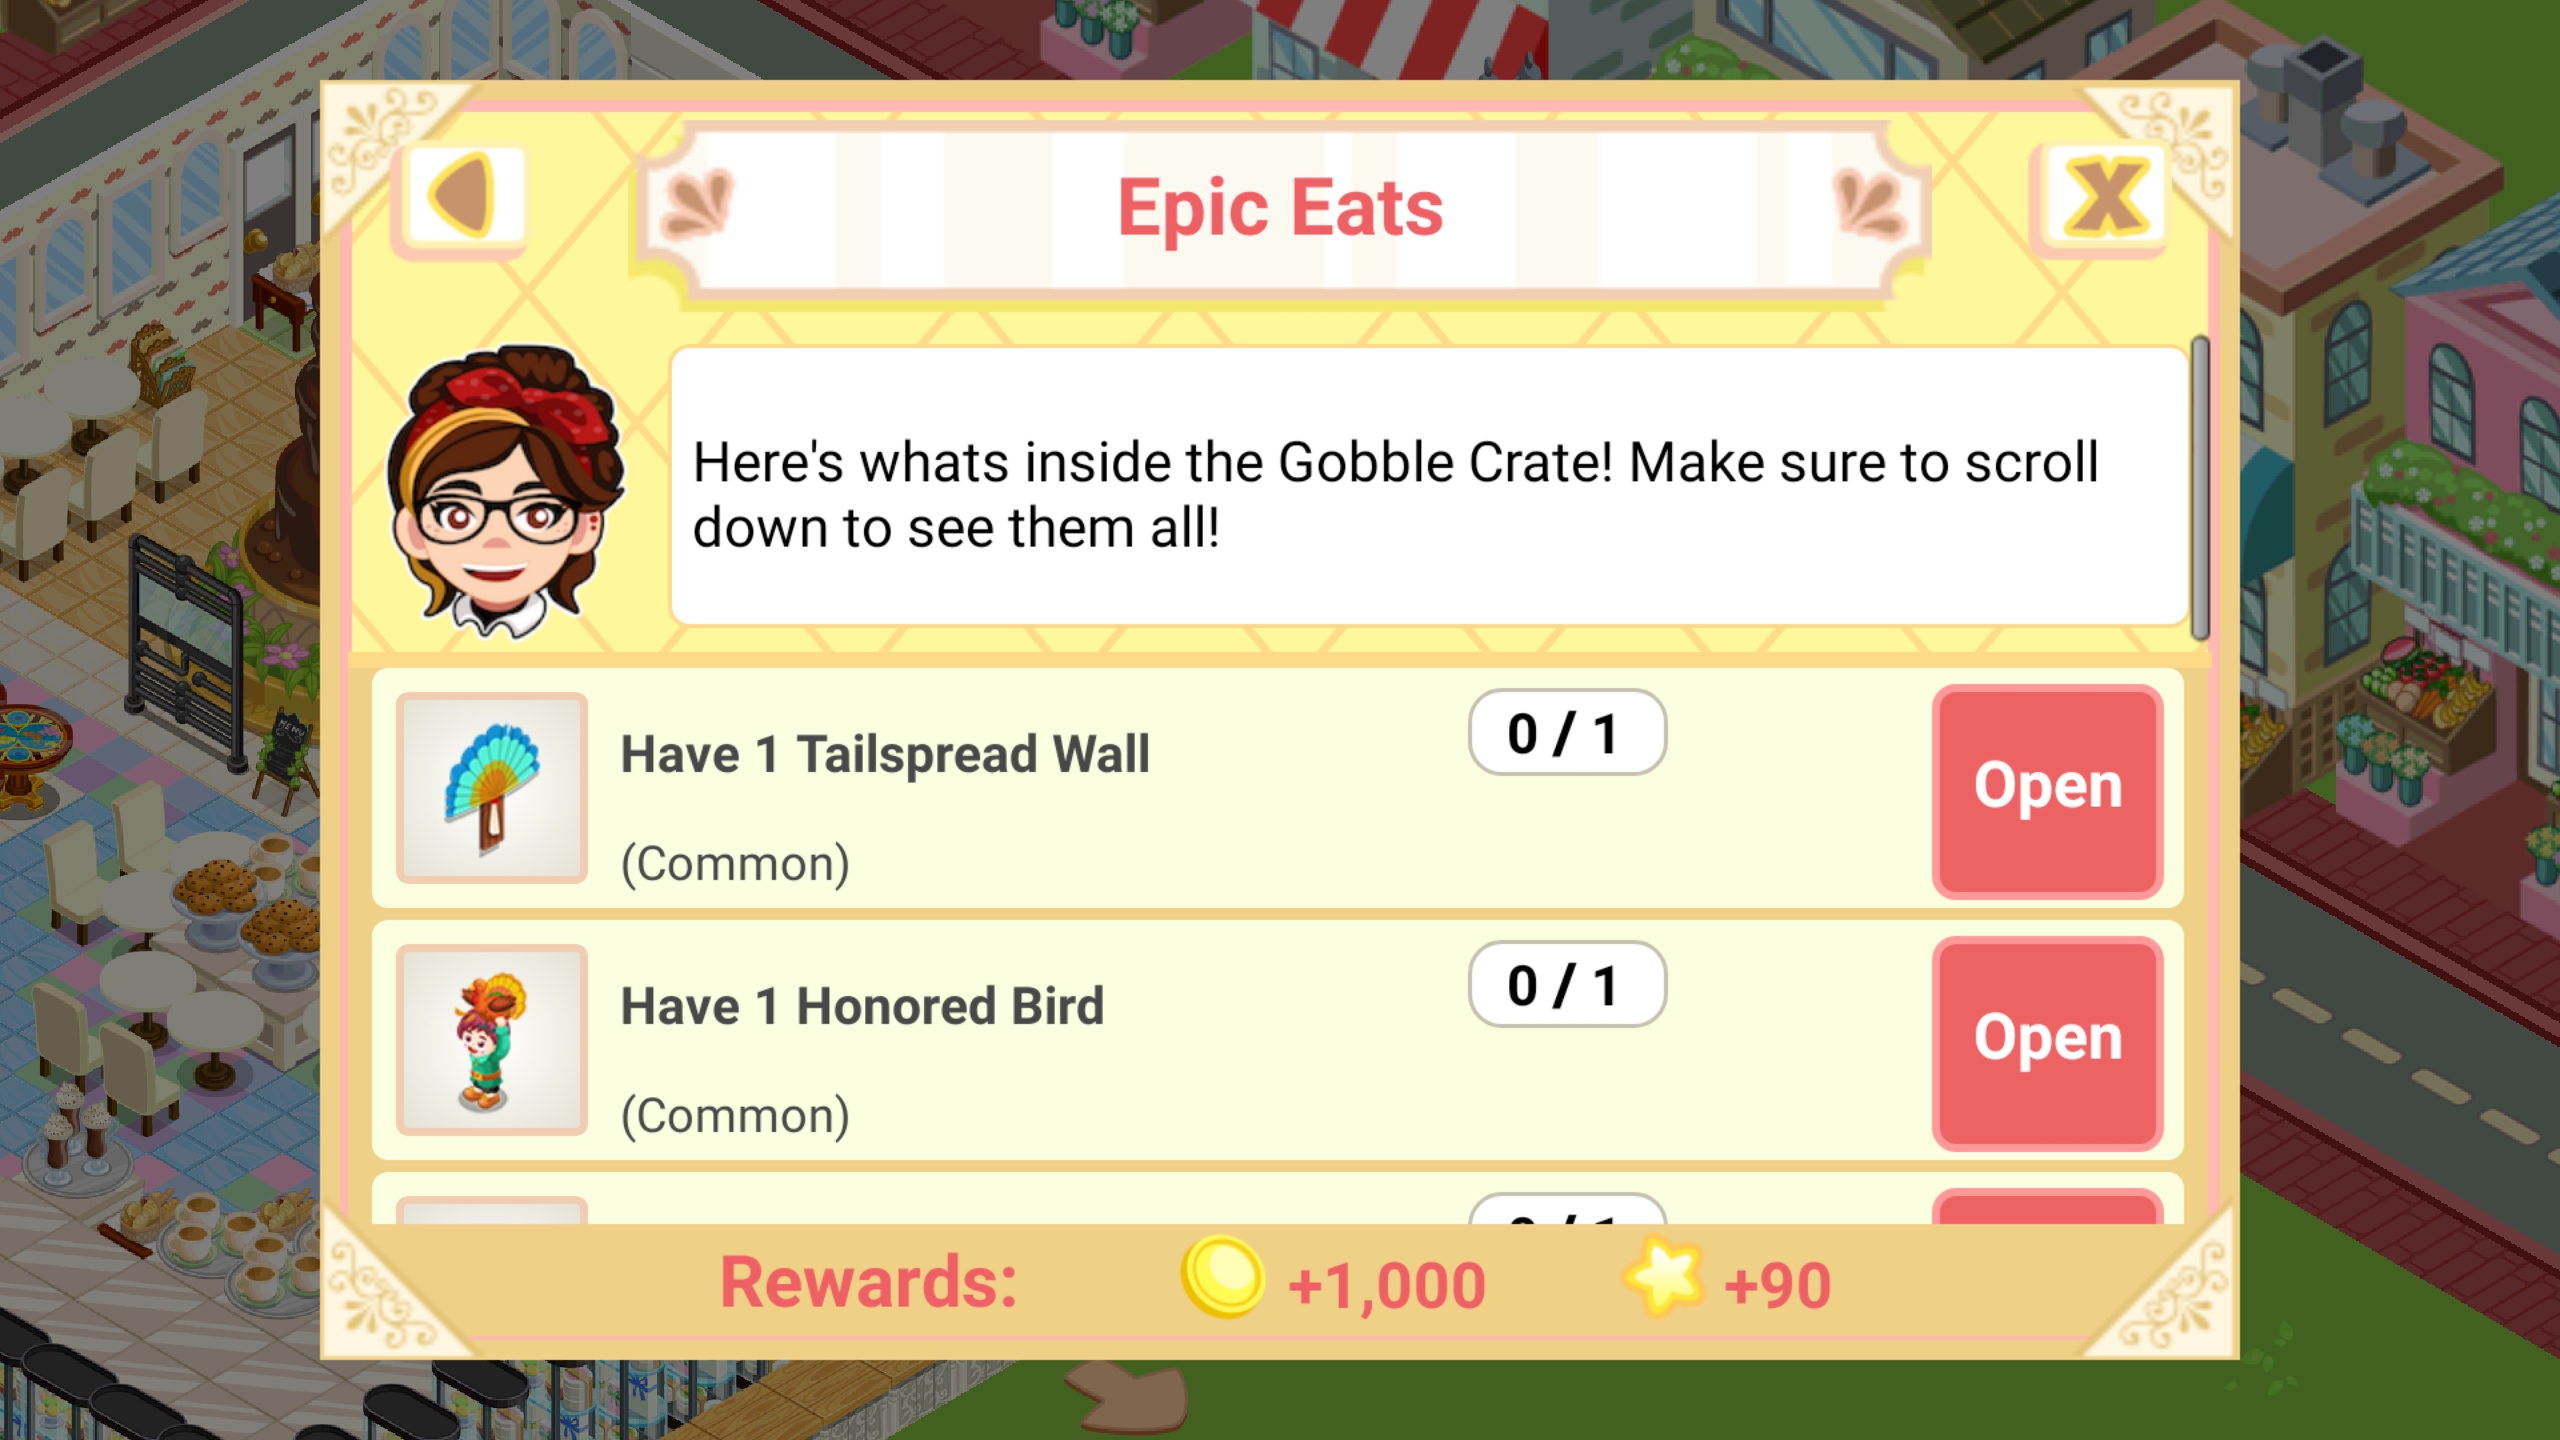 Epic Eats
Here's whats inside the Gobble Crate! Make sure to scroll
down to see them all!
Have 1 Tailspread Wall
0 / 1
Open
(Common)
Have 1 Honored Bird
0 / 1
Open
(Common)
Rewards: +1,000 +90
MENU